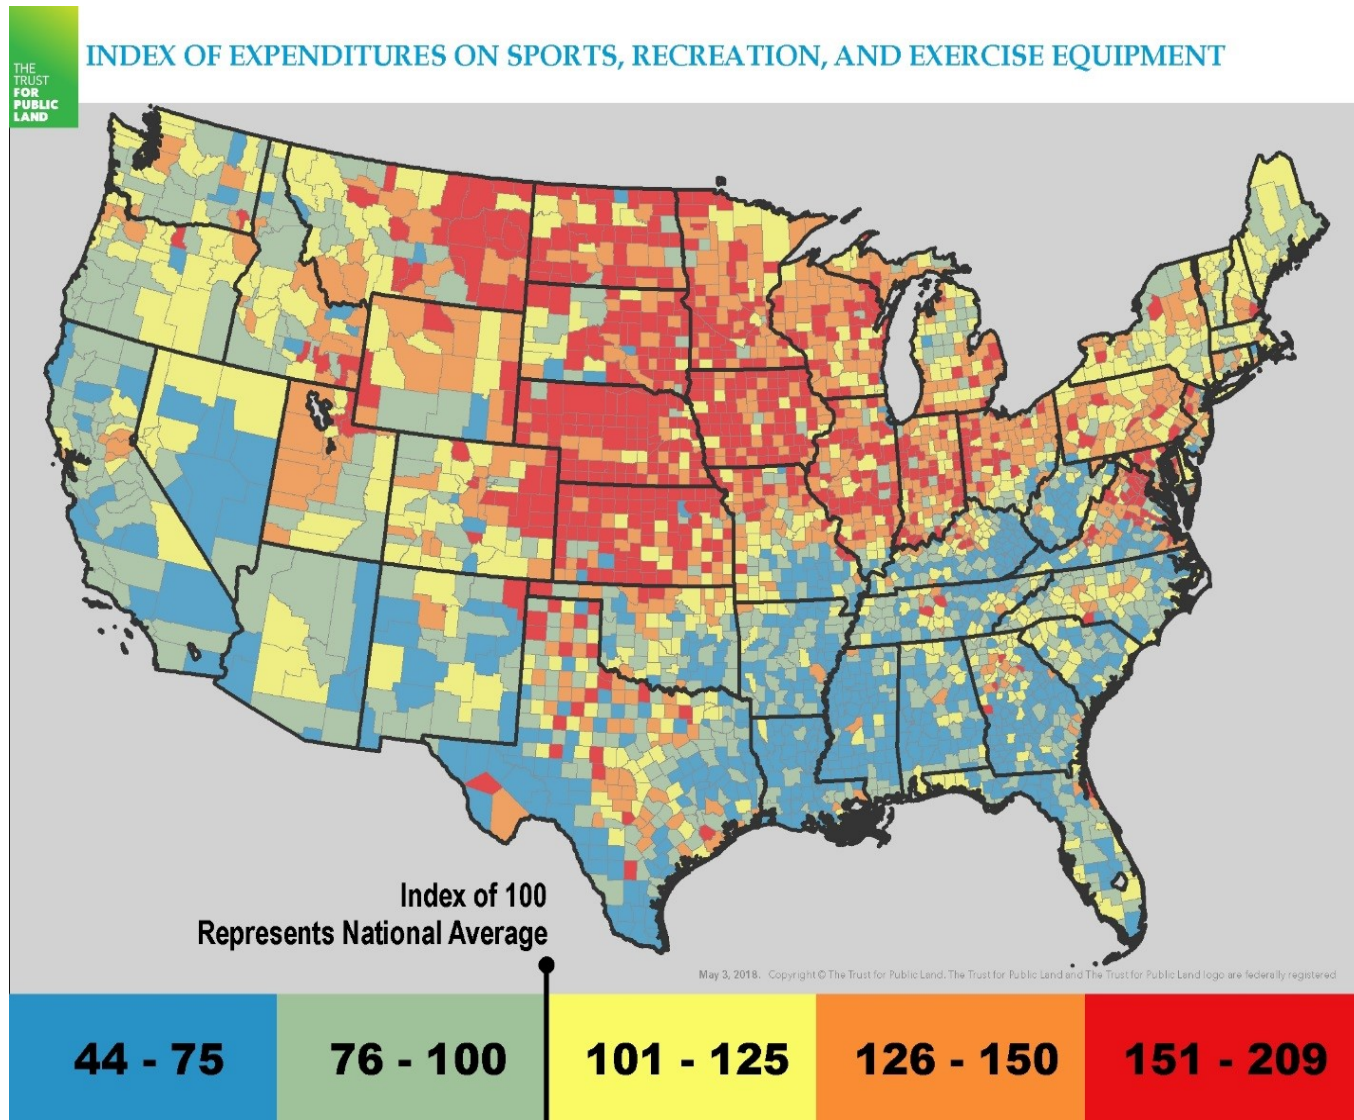 THE
TRUST
FOR
PUBLIC
LAND
INDEX OF EXPENDITURES ON SPORTS, RECREATION, AND EXERCISE EQUIPMENT
Index of 100
Represents National Average
May 3, 2018. Copyright © The Trust for Public Land. The Trust for Public Land and The Trust for Public Land logo are federally registered
44 - 75
76 - 100
101 - 125
126 - 150
151 - 209